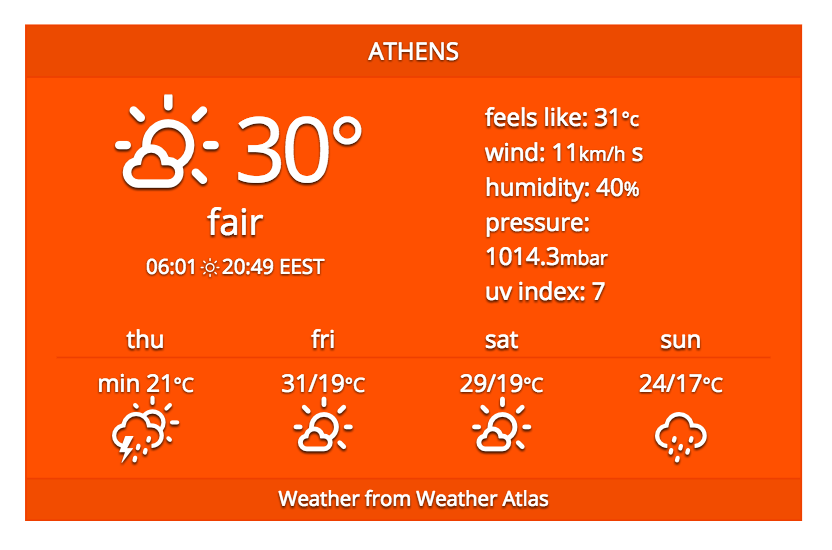 ATHENS
30°
fair
06:01 20:49 EEST
feels like: 31°c
wind: 11km/h s
humidity: 40%
pressure:
1014.3mbar
uv index: 7
thu fri sat sun
min 21°C 31/19°C 29/19°C 24/17°C
Weather from Weather Atlas